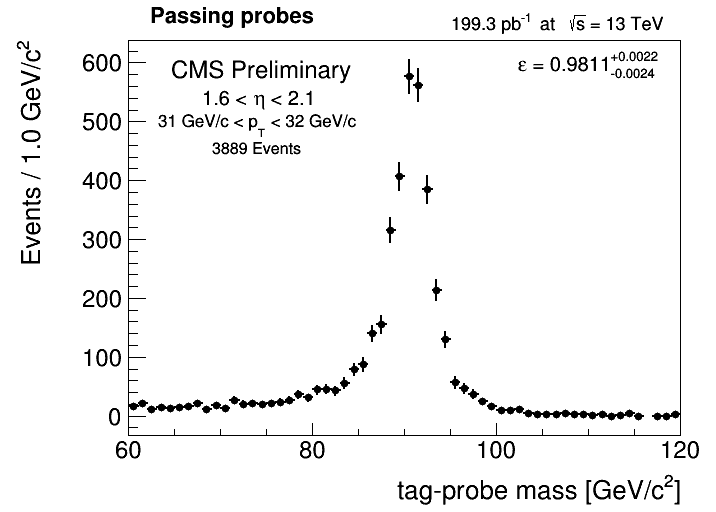 Passing probes
199.3 pb⁻¹ at √s = 13 TeV
CMS Preliminary
ε = 0.9811 +0.0022 -0.0024
1.6 < η < 2.1
31 GeV/c < p_T < 32 GeV/c
3889 Events
Events / 1.0 GeV/c²
600
500
400
300
200
100
0
60 80 100 120
tag-probe mass [GeV/c²]